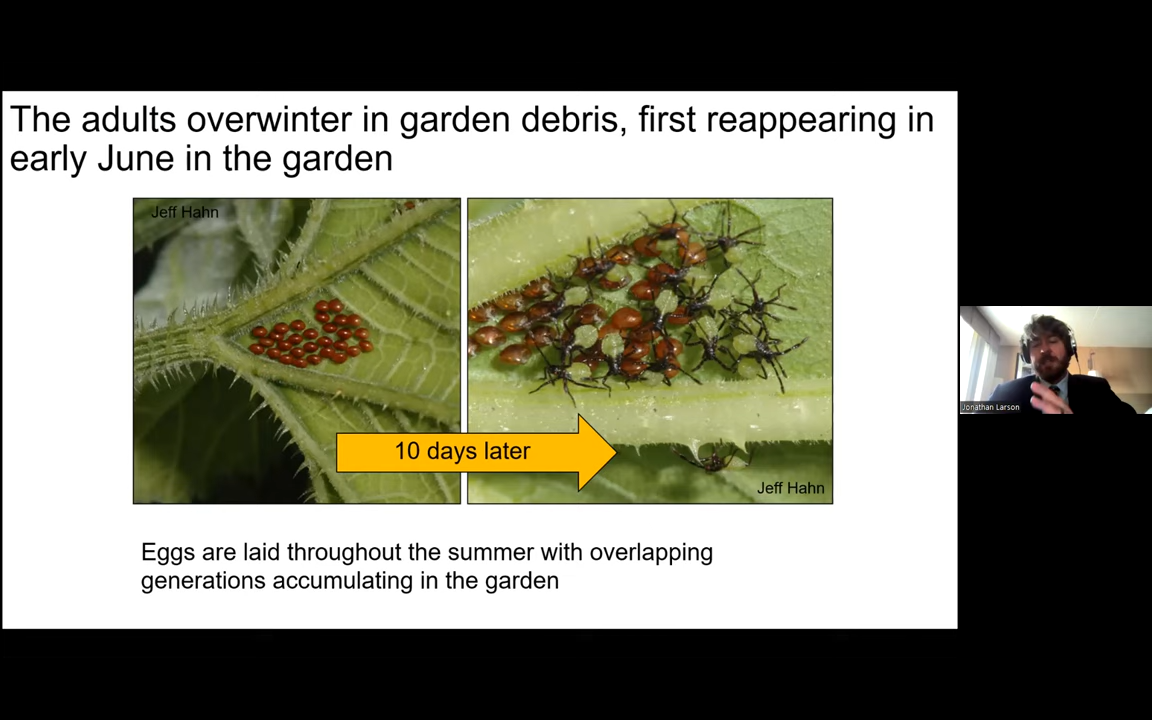 The adults overwinter in garden debris, first reappearing in
early June in the garden
Jeff Hahn
10 days later
Jeff Hahn
Eggs are laid throughout the summer with overlapping
generations accumulating in the garden
Jonathan Larson